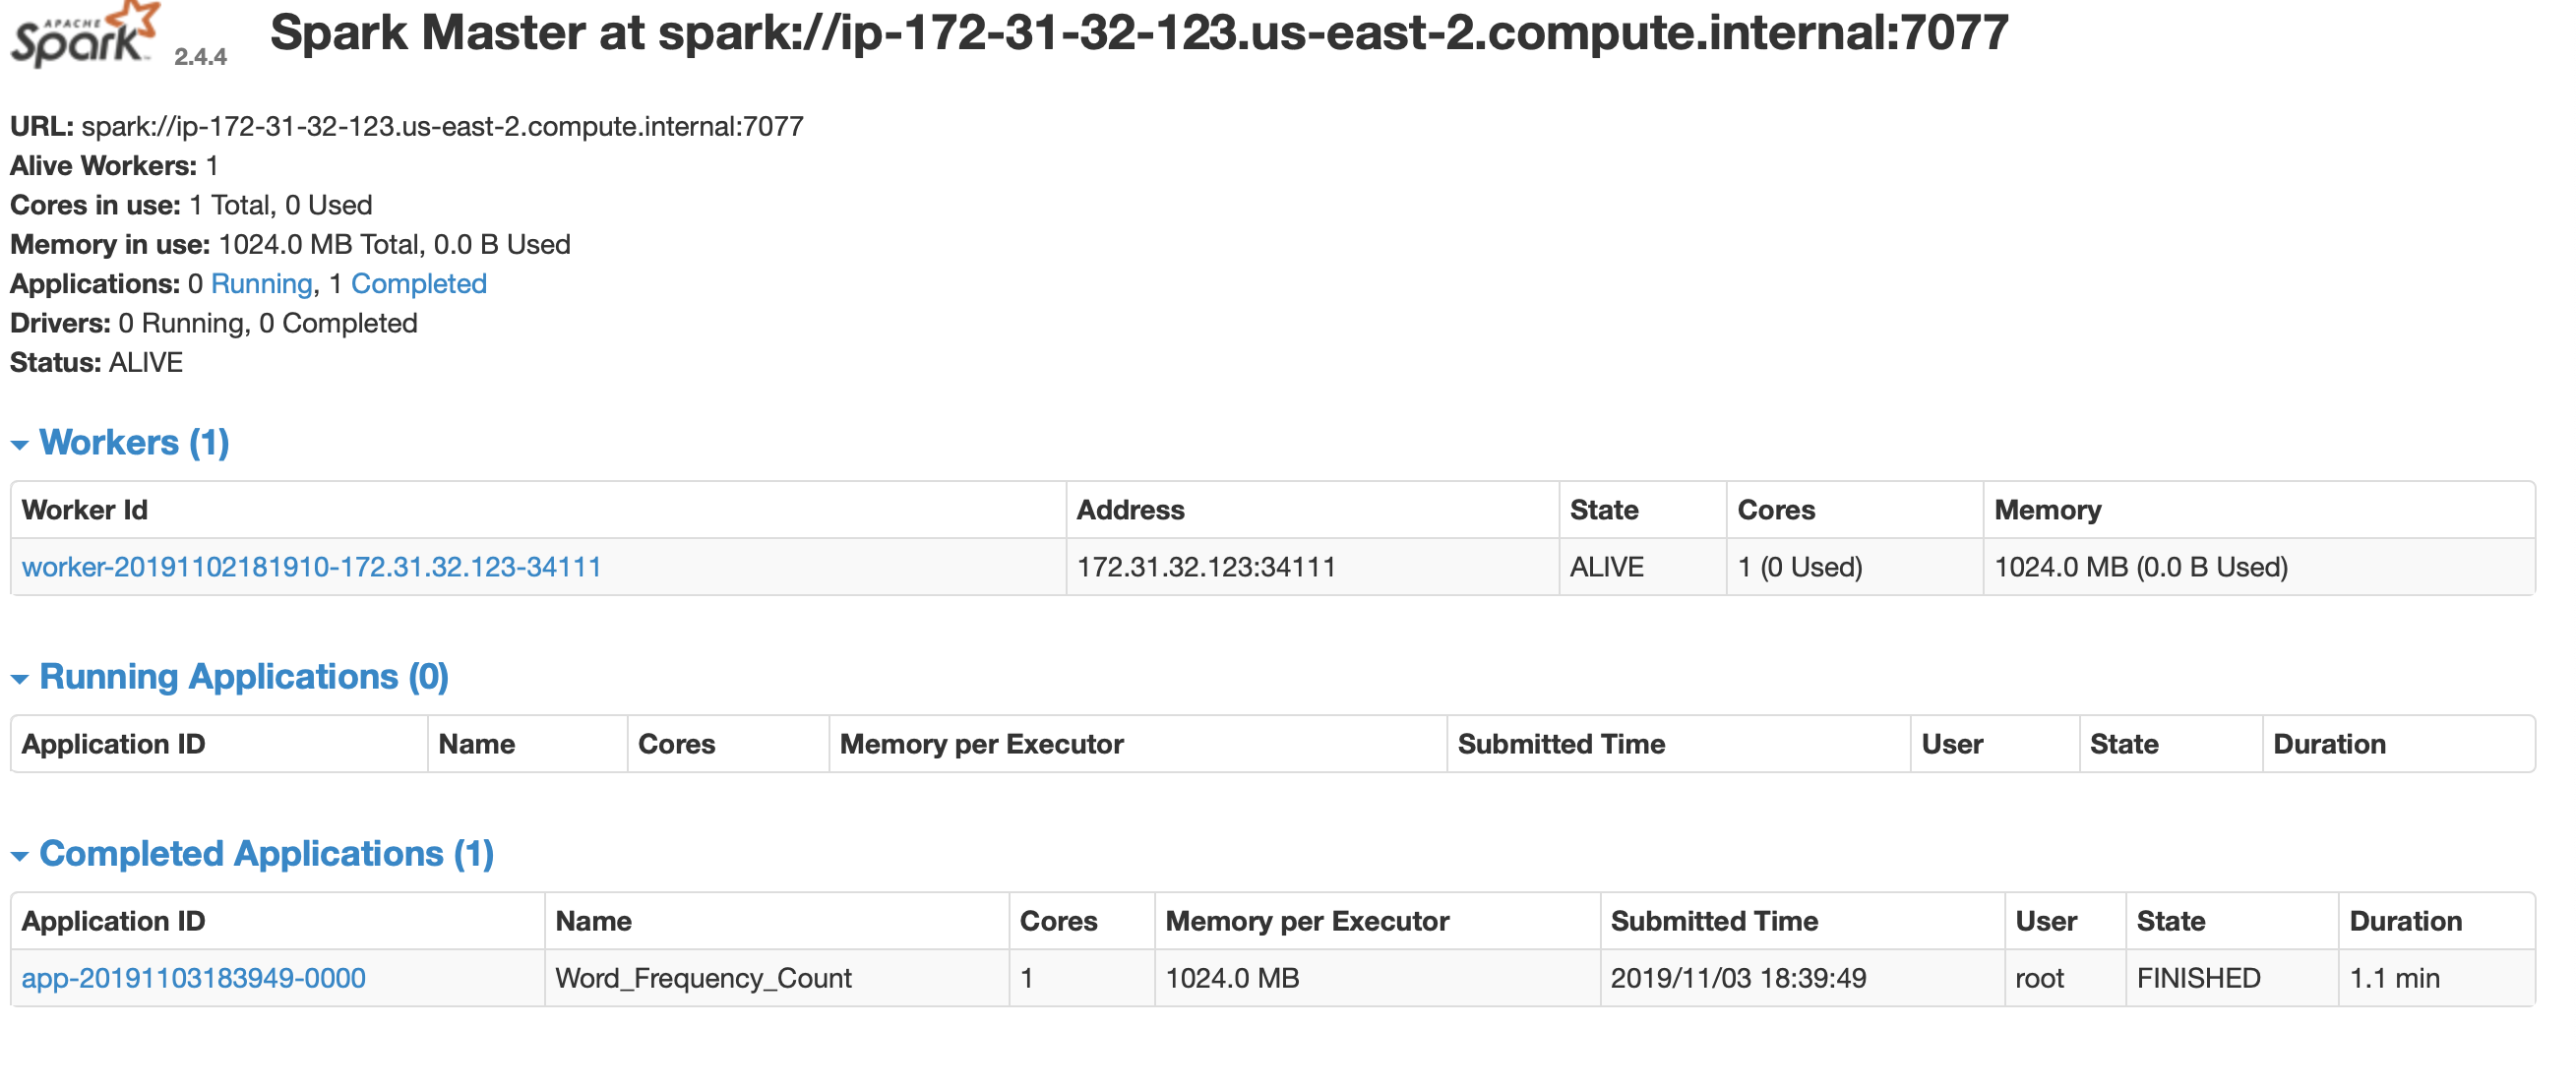 APACHE
Spark™ 2.4.4 Spark Master at spark://ip-172-31-32-123.us-east-2.compute.internal:7077
URL: spark://ip-172-31-32-123.us-east-2.compute.internal:7077
Alive Workers: 1
Cores in use: 1 Total, 0 Used
Memory in use: 1024.0 MB Total, 0.0 B Used
Applications: 0 Running, 1 Completed
Drivers: 0 Running, 0 Completed
Status: ALIVE
Workers (1)
Worker Id Address State Cores Memory
worker-20191102181910-172.31.32.123-34111 172.31.32.123:34111 ALIVE 1 (0 Used) 1024.0 MB (0.0 B Used)
Running Applications (0)
Application ID Name Cores Memory per Executor Submitted Time User State Duration
Completed Applications (1)
Application ID Name Cores Memory per Executor Submitted Time User State Duration
app-20191103183949-0000 Word_Frequency_Count 1 1024.0 MB 2019/11/03 18:39:49 root FINISHED 1.1 min